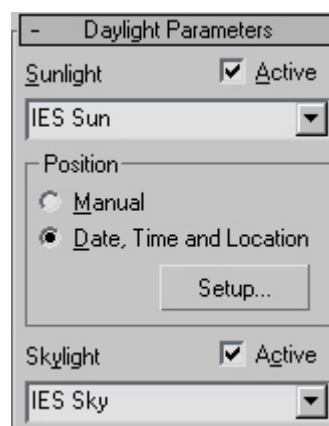 - Daylight Parameters
Sunlight Active
IES Sun
Position
Manual
Date, Time and Location
Setup...
Skylight Active
IES Sky